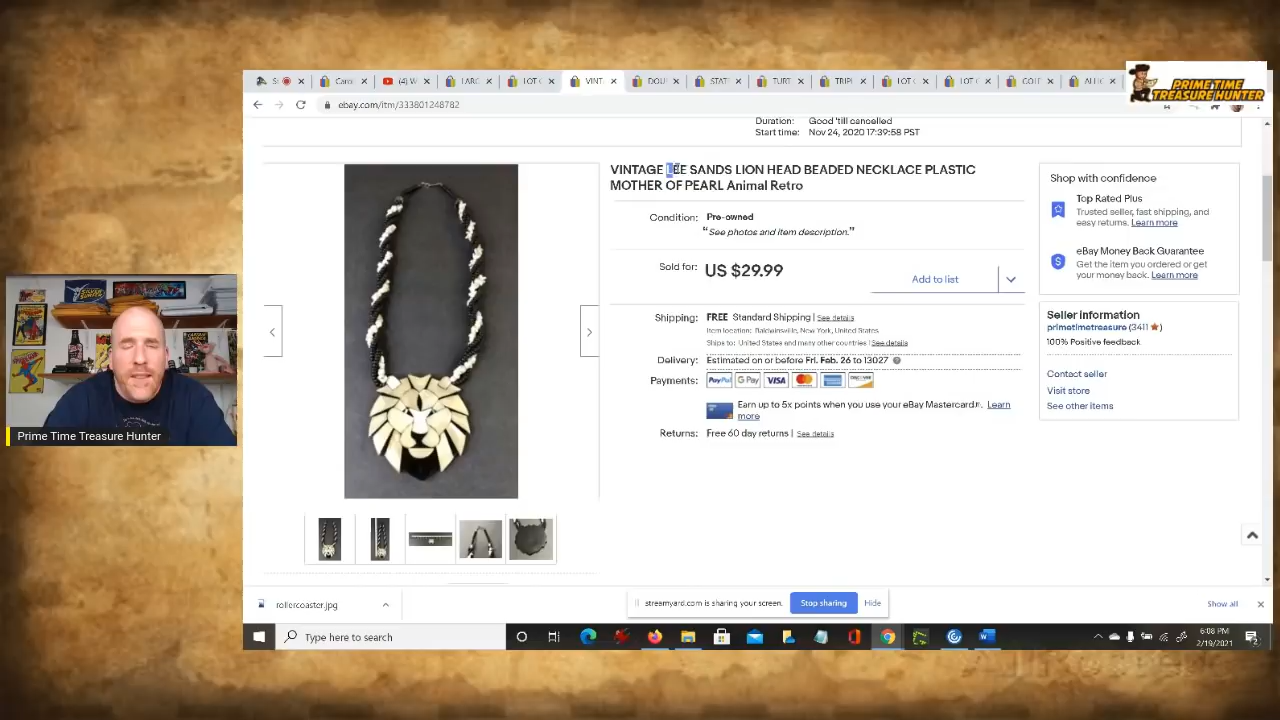 PRIME TIME
TREASURE HUNTER
ebay.com/itm/333801248782
Duration: Good 'till cancelled
Start time: Nov 24, 2020 17:39:58 PST
VINTAGE LEE SANDS LION HEAD BEADED NECKLACE PLASTIC
MOTHER OF PEARL Animal Retro
Condition: Pre-owned
"See photos and item description."
Sold for: US $29.99
Add to list
Shipping: FREE Standard Shipping | See details
Item location: Baldwinsville, New York, United States
Ships to: United States and many other countries | See details
Delivery: Estimated on or before Fri. Feb. 26 to 13027
Payments: PayPal G Pay VISA
Earn up to 5x points when you use your eBay Mastercard®. Learn
more
Returns: Free 60 day returns | See details
Shop with confidence
Top Rated Plus
Trusted seller, fast shipping, and
easy returns. Learn more
eBay Money Back Guarantee
Get the item you ordered or get
your money back. Learn more
Seller information
primetimetreasure (3411)
100% Positive feedback
Contact seller
Visit store
See other items
Prime Time Treasure Hunter
rollercoaster.jpg
streamyard.com is sharing your screen.
Stop sharing
Hide
Show all
Type here to search
6:08 PM
2/19/2021